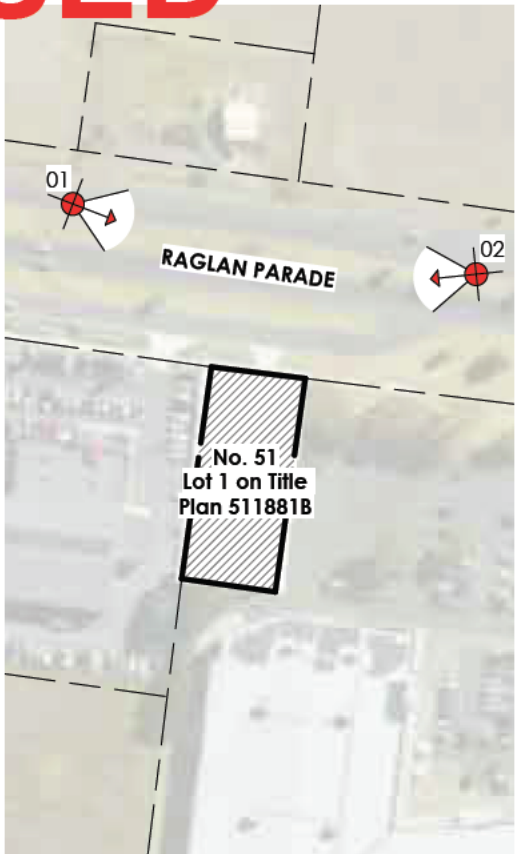 01
02
RAGLAN PARADE
No. 51
Lot 1 on Title
Plan 511881B